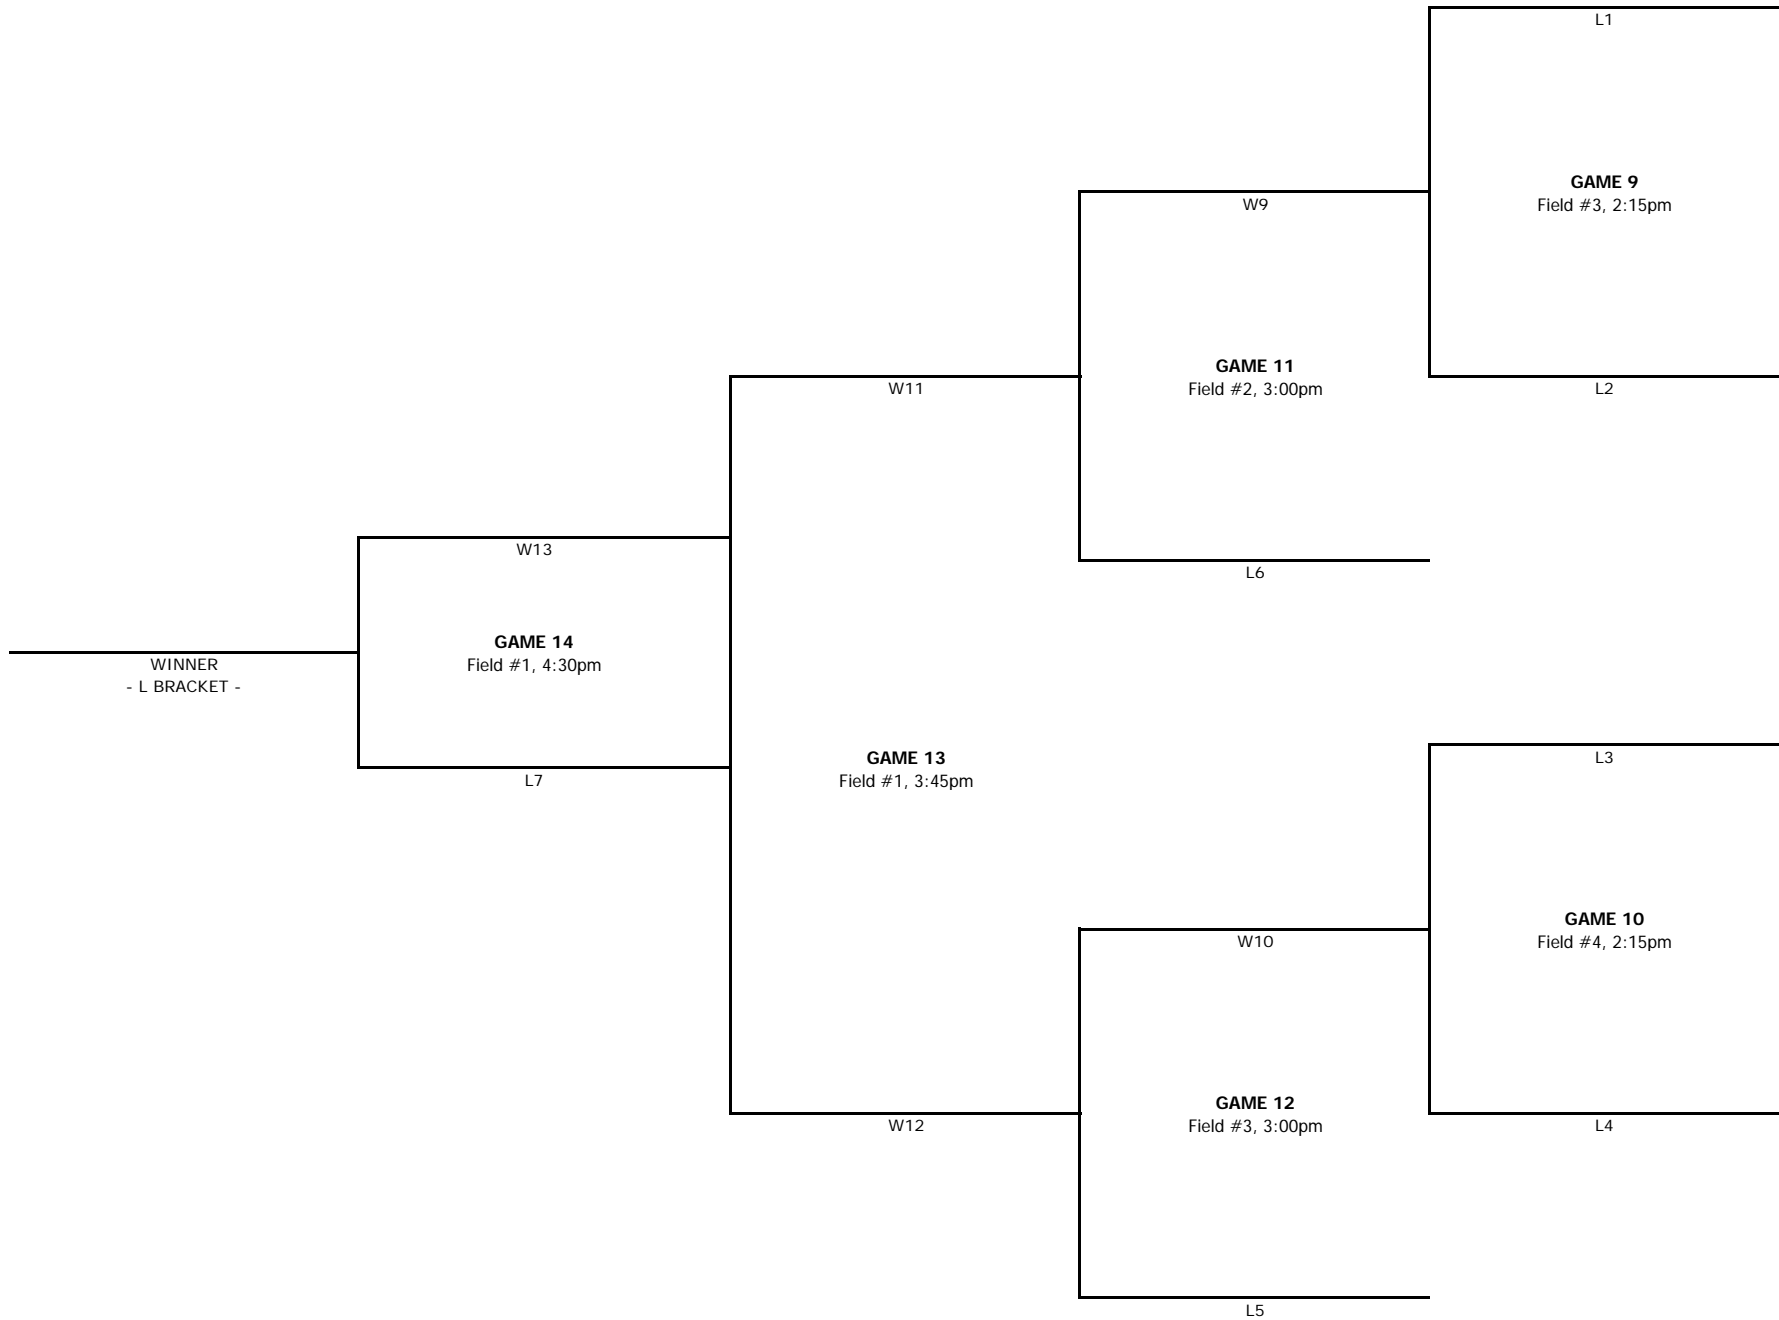 L1
GAME 9
Field #3, 2:15pm
W9
GAME 11
Field #2, 3:00pm
W11
L2
W13
L6
GAME 14
Field #1, 4:30pm
WINNER
- L BRACKET -
GAME 13
Field #1, 3:45pm
L3
L7
GAME 10
Field #4, 2:15pm
W10
GAME 12
Field #3, 3:00pm
W12
L4
L5